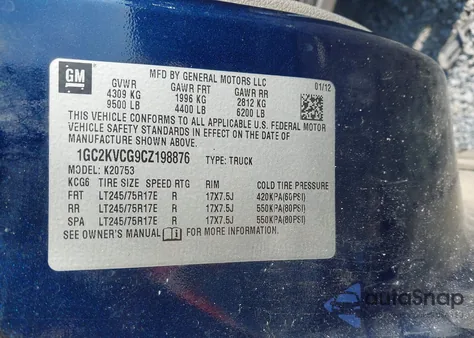 GM
MFD BY GENERAL MOTORS LLC
01/12
GVWR GAWR FRT GAWR RR
4309 KG 1996 KG 2812 KG
9500 LB 4400 LB 6200 LB
THIS VEHICLE CONFORMS TO ALL APPLICABLE U.S. FEDERAL MOTOR
VEHICLE SAFETY STANDARDS IN EFFECT ON THE DATE OF
MANUFACTURE SHOWN ABOVE.
1GC2KVCG9CZ198876 TYPE: TRUCK
MODEL: K20753
KCG6 TIRE SIZE SPEED RTG RIM COLD TIRE PRESSURE
FRT LT245/75R17E R 17X7.5J 420KPA(60PSI)
RR LT245/75R17E R 17X7.5J 550KPA(80PSI)
SPA LT245/75R17E R 17X7.5J 550KPA(80PSI)
SEE OWNER'S MANUAL FOR MORE INFORMATION.
autoSnap